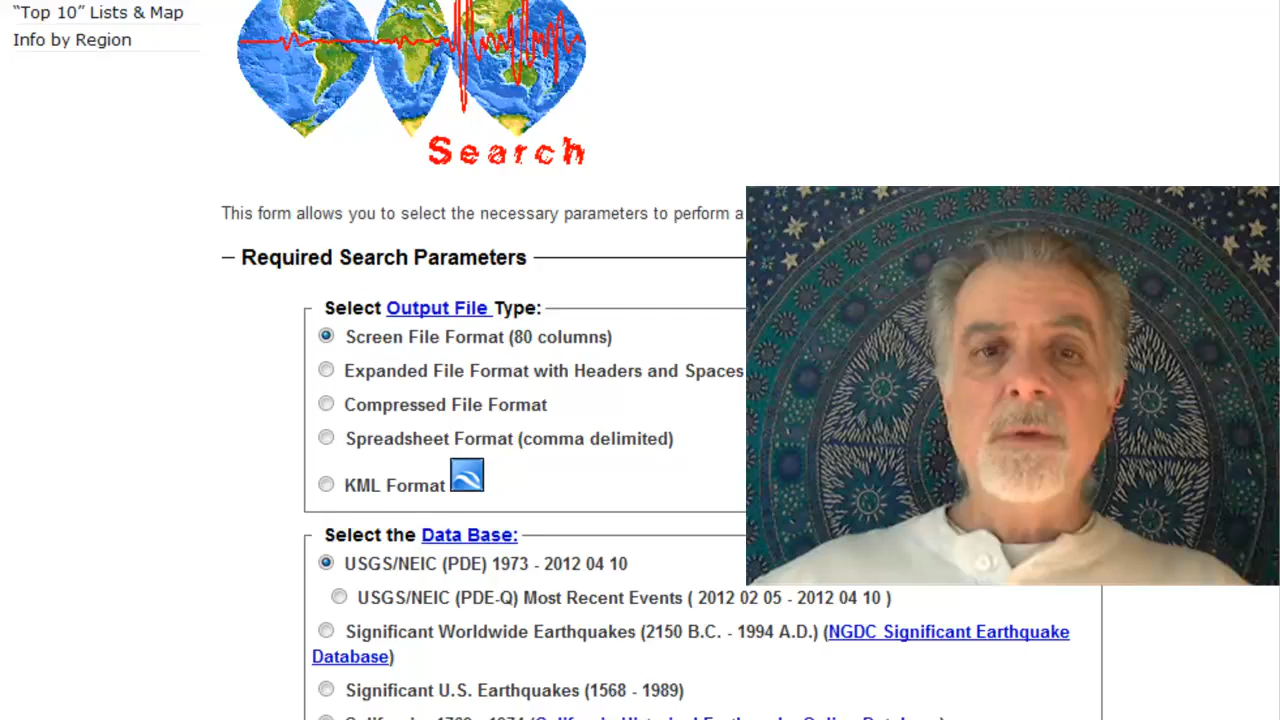 “Top 10” Lists & Map
Info by Region
Search
This form allows you to select the necessary parameters to perform a
Required Search Parameters
Select Output File Type:
Screen File Format (80 columns)
Expanded File Format with Headers and Spaces
Compressed File Format
Spreadsheet Format (comma delimited)
KML Format
Select the Data Base:
USGS/NEIC (PDE) 1973 - 2012 04 10
USGS/NEIC (PDE-Q) Most Recent Events ( 2012 02 05 - 2012 04 10 )
Significant Worldwide Earthquakes (2150 B.C. - 1994 A.D.) (NGDC Significant Earthquake
Database)
Significant U.S. Earthquakes (1568 - 1989)